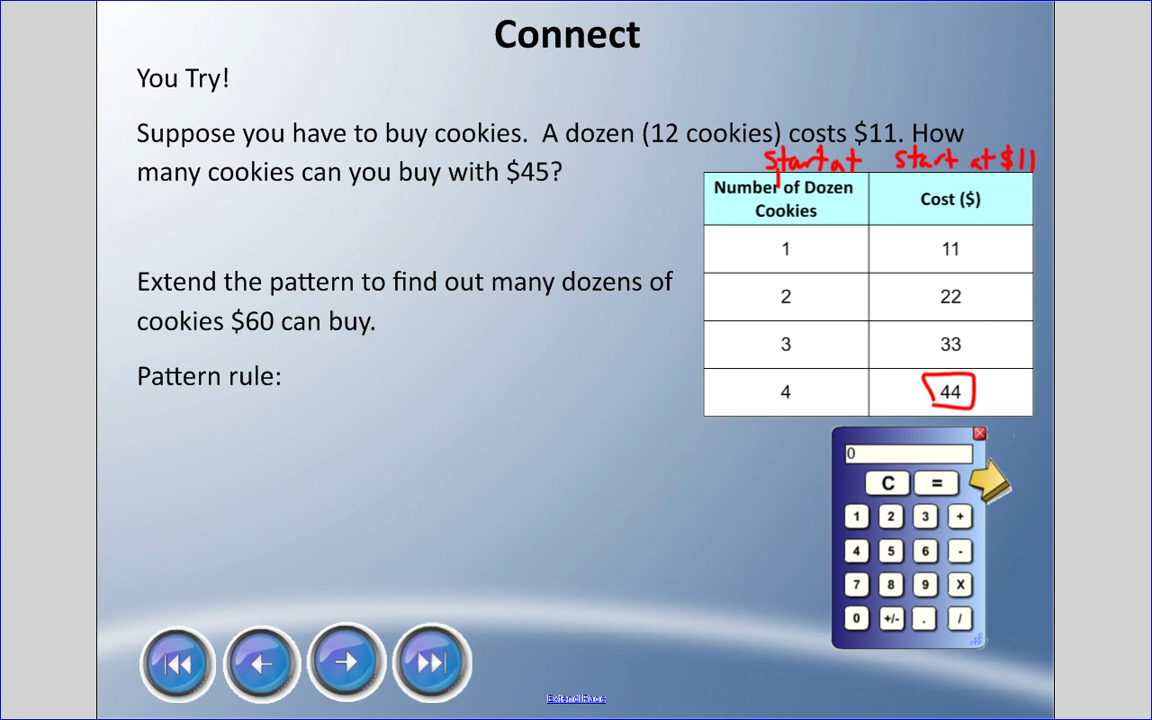 Connect
You Try!
Suppose you have to buy cookies.  A dozen (12 cookies) costs $11. How
many cookies can you buy with $45?
start at 1
start at $11
Number of Dozen Cookies
Cost ($)
1 11
2 22
3 33
4 44
Extend the pattern to find out many dozens of
cookies $60 can buy.
Pattern rule:
0
C =
1 2 3 +
4 5 6 -
7 8 9 X
0 +/- . /
Extend Page